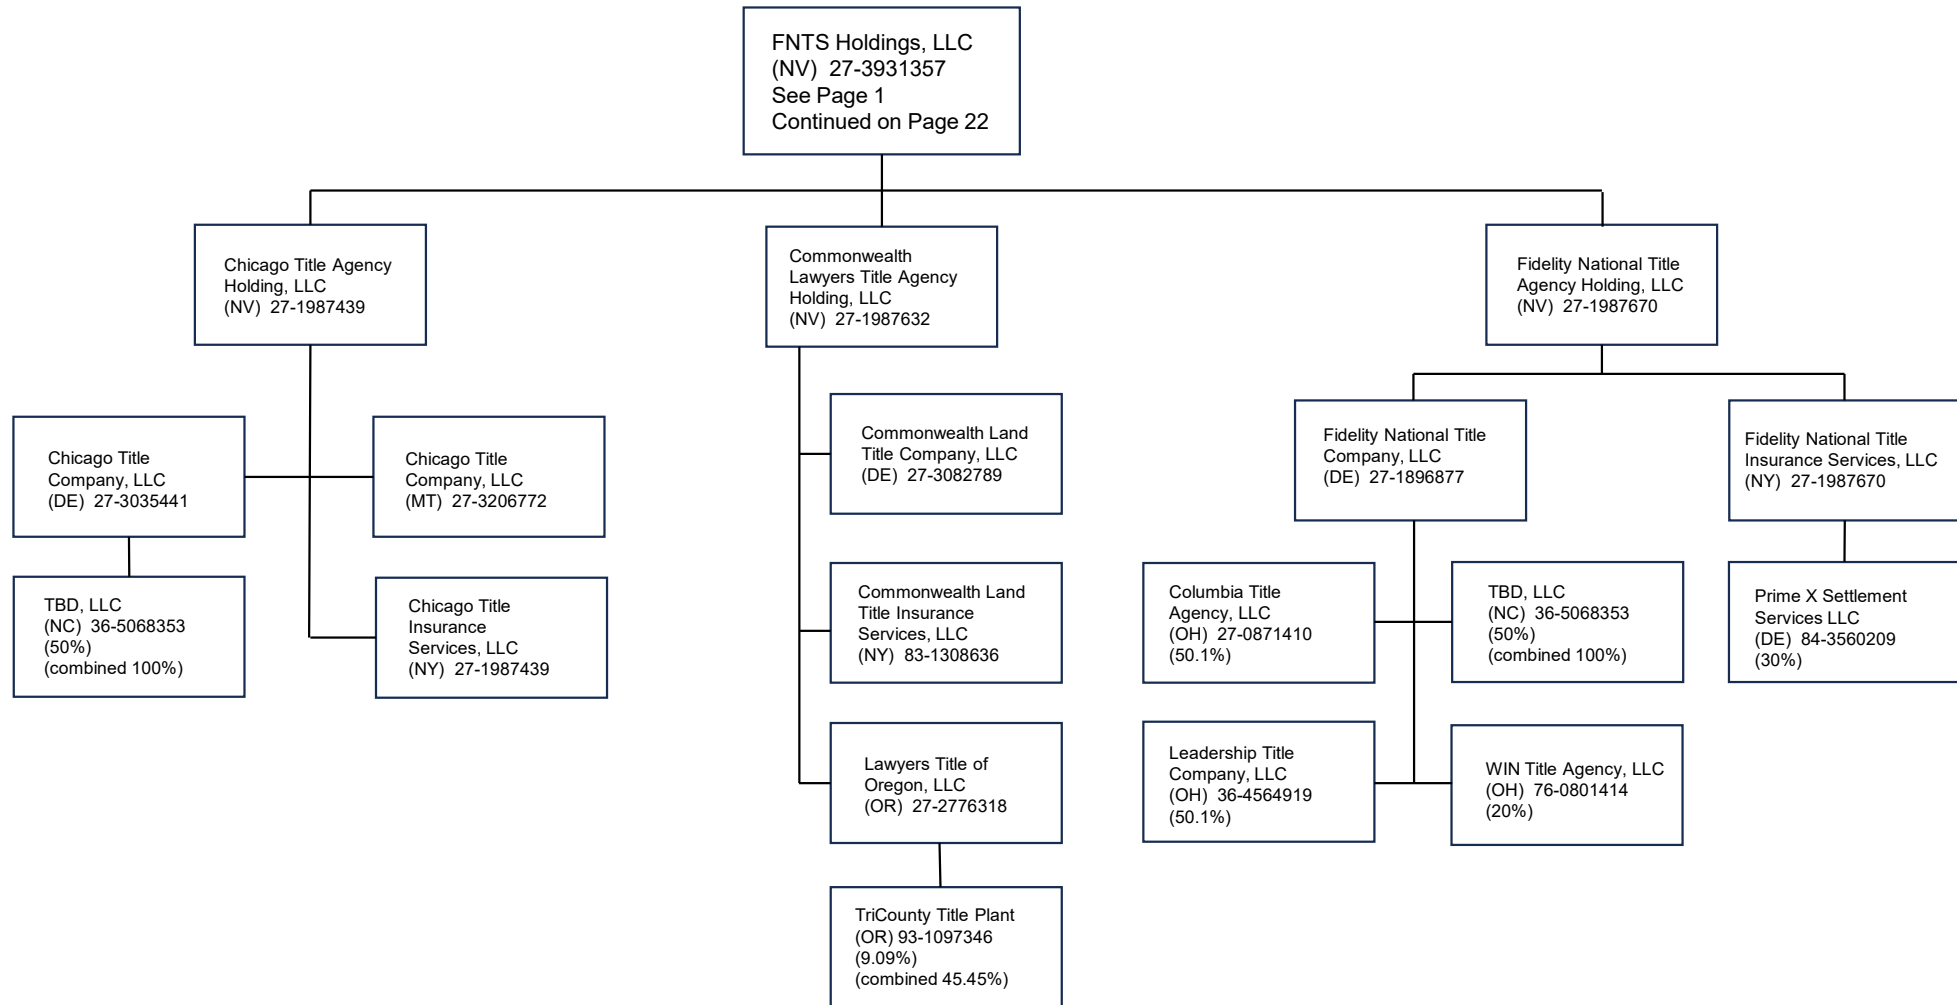 FNTS Holdings, LLC
(NV) 27-3931357
See Page 1
Continued on Page 22
Chicago Title Agency
Holding, LLC
(NV) 27-1987439
Commonwealth
Lawyers Title Agency
Holding, LLC
(NV) 27-1987632
Fidelity National Title
Agency Holding, LLC
(NV) 27-1987670
Chicago Title
Company, LLC
(DE) 27-3035441
Chicago Title
Company, LLC
(MT) 27-3206772
TBD, LLC
(NC) 36-5068353
(50%)
(combined 100%)
Chicago Title
Insurance
Services, LLC
(NY) 27-1987439
Commonwealth Land
Title Company, LLC
(DE) 27-3082789
Commonwealth Land
Title Insurance
Services, LLC
(NY) 83-1308636
Lawyers Title of
Oregon, LLC
(OR) 27-2776318
TriCounty Title Plant
(OR) 93-1097346
(9.09%)
(combined 45.45%)
Fidelity National Title
Company, LLC
(DE) 27-1896877
Fidelity National Title
Insurance Services, LLC
(NY) 27-1987670
Columbia Title
Agency, LLC
(OH) 27-0871410
(50.1%)
TBD, LLC
(NC) 36-5068353
(50%)
(combined 100%)
Prime X Settlement
Services LLC
(DE) 84-3560209
(30%)
Leadership Title
Company, LLC
(OH) 36-4564919
(50.1%)
WIN Title Agency, LLC
(OH) 76-0801414
(20%)